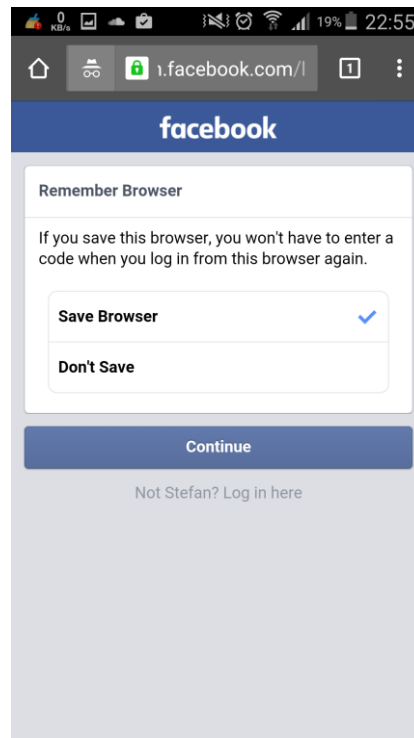 0
KB/s
19% 22:55
n.facebook.com/l
1
facebook
Remember Browser
If you save this browser, you won't have to enter a
code when you log in from this browser again.
Save Browser
Don't Save
Continue
Not Stefan? Log in here